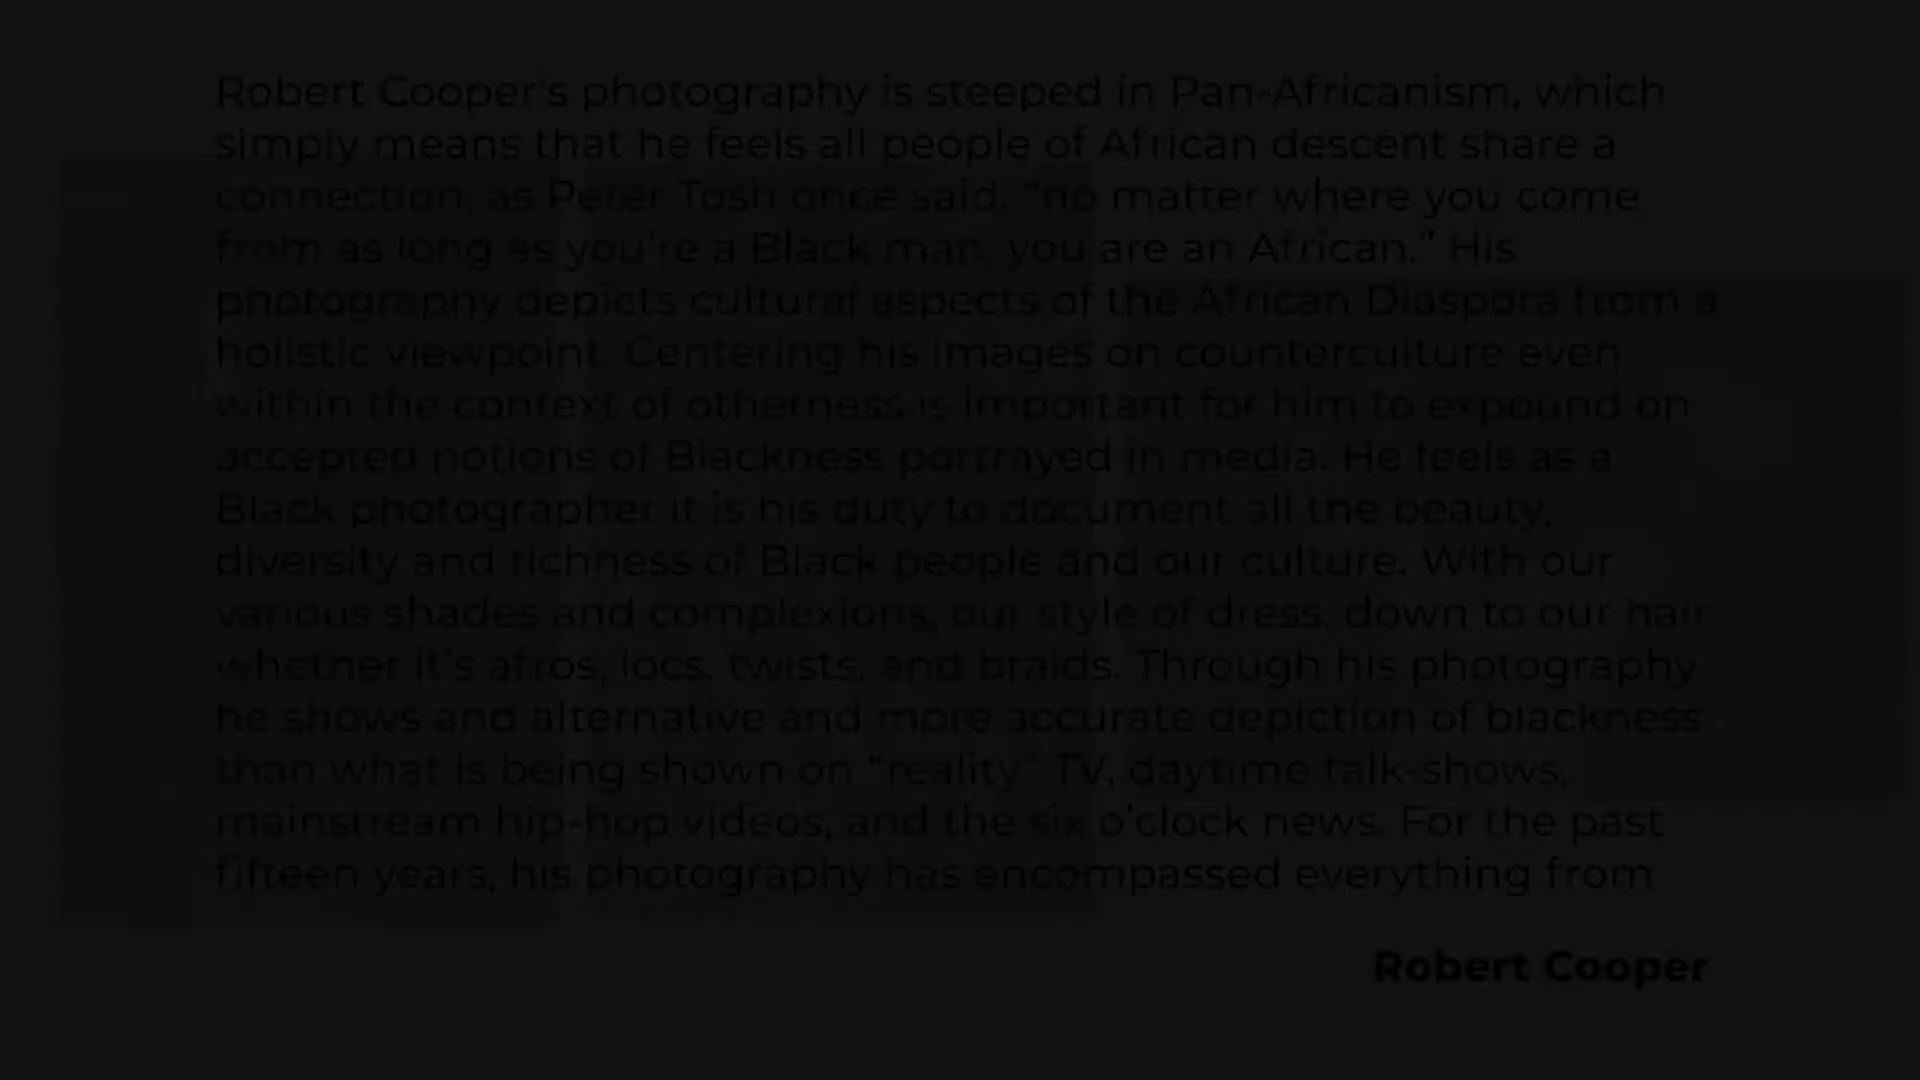 Robert Cooper's photography is steeped in Pan-Africanism, which
simply means that he feels all people of African descent share a
connection; as Peter Tosh once said, "no matter where you come
from as long as you're a Black man, you are an African." His
photography depicts cultural aspects of the African Diaspora from a
holistic viewpoint. Centering his images on counterculture even
within the context of otherness is important for him to expound on
accepted notions of Blackness portrayed in media. He feels as a
Black photographer it is his duty to document all the beauty,
diversity and richness of Black people and our culture. With our
various shades and complexions, our style of dress, down to our hair
whether it's afros, locs, twists, and braids. Through his photography
he shows and alternative and more accurate depiction of blackness
than what is being shown on "reality" TV, daytime talk-shows,
mainstream hip-hop videos, and the six o'clock news. For the past
fifteen years, his photography has encompassed everything from
Robert Cooper